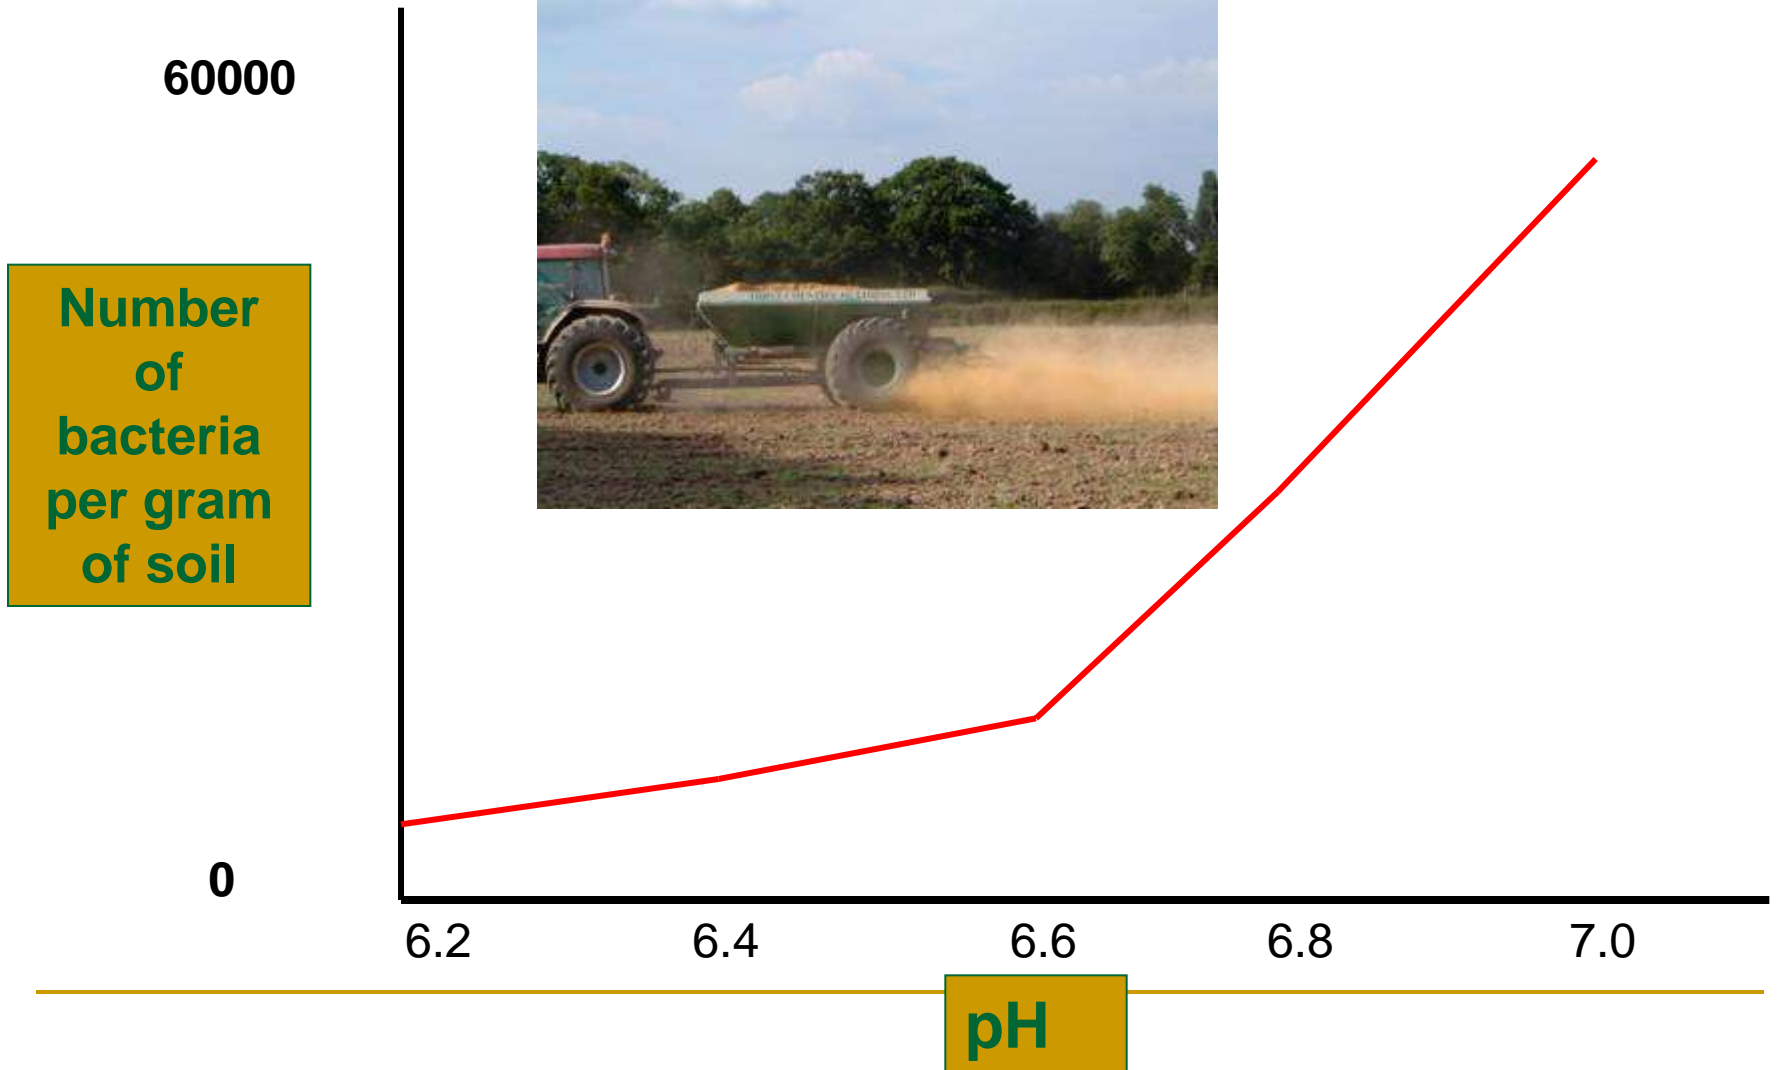 60000
Number
of
bacteria
per gram
of soil
0
6.2 6.4 6.6 6.8 7.0
pH